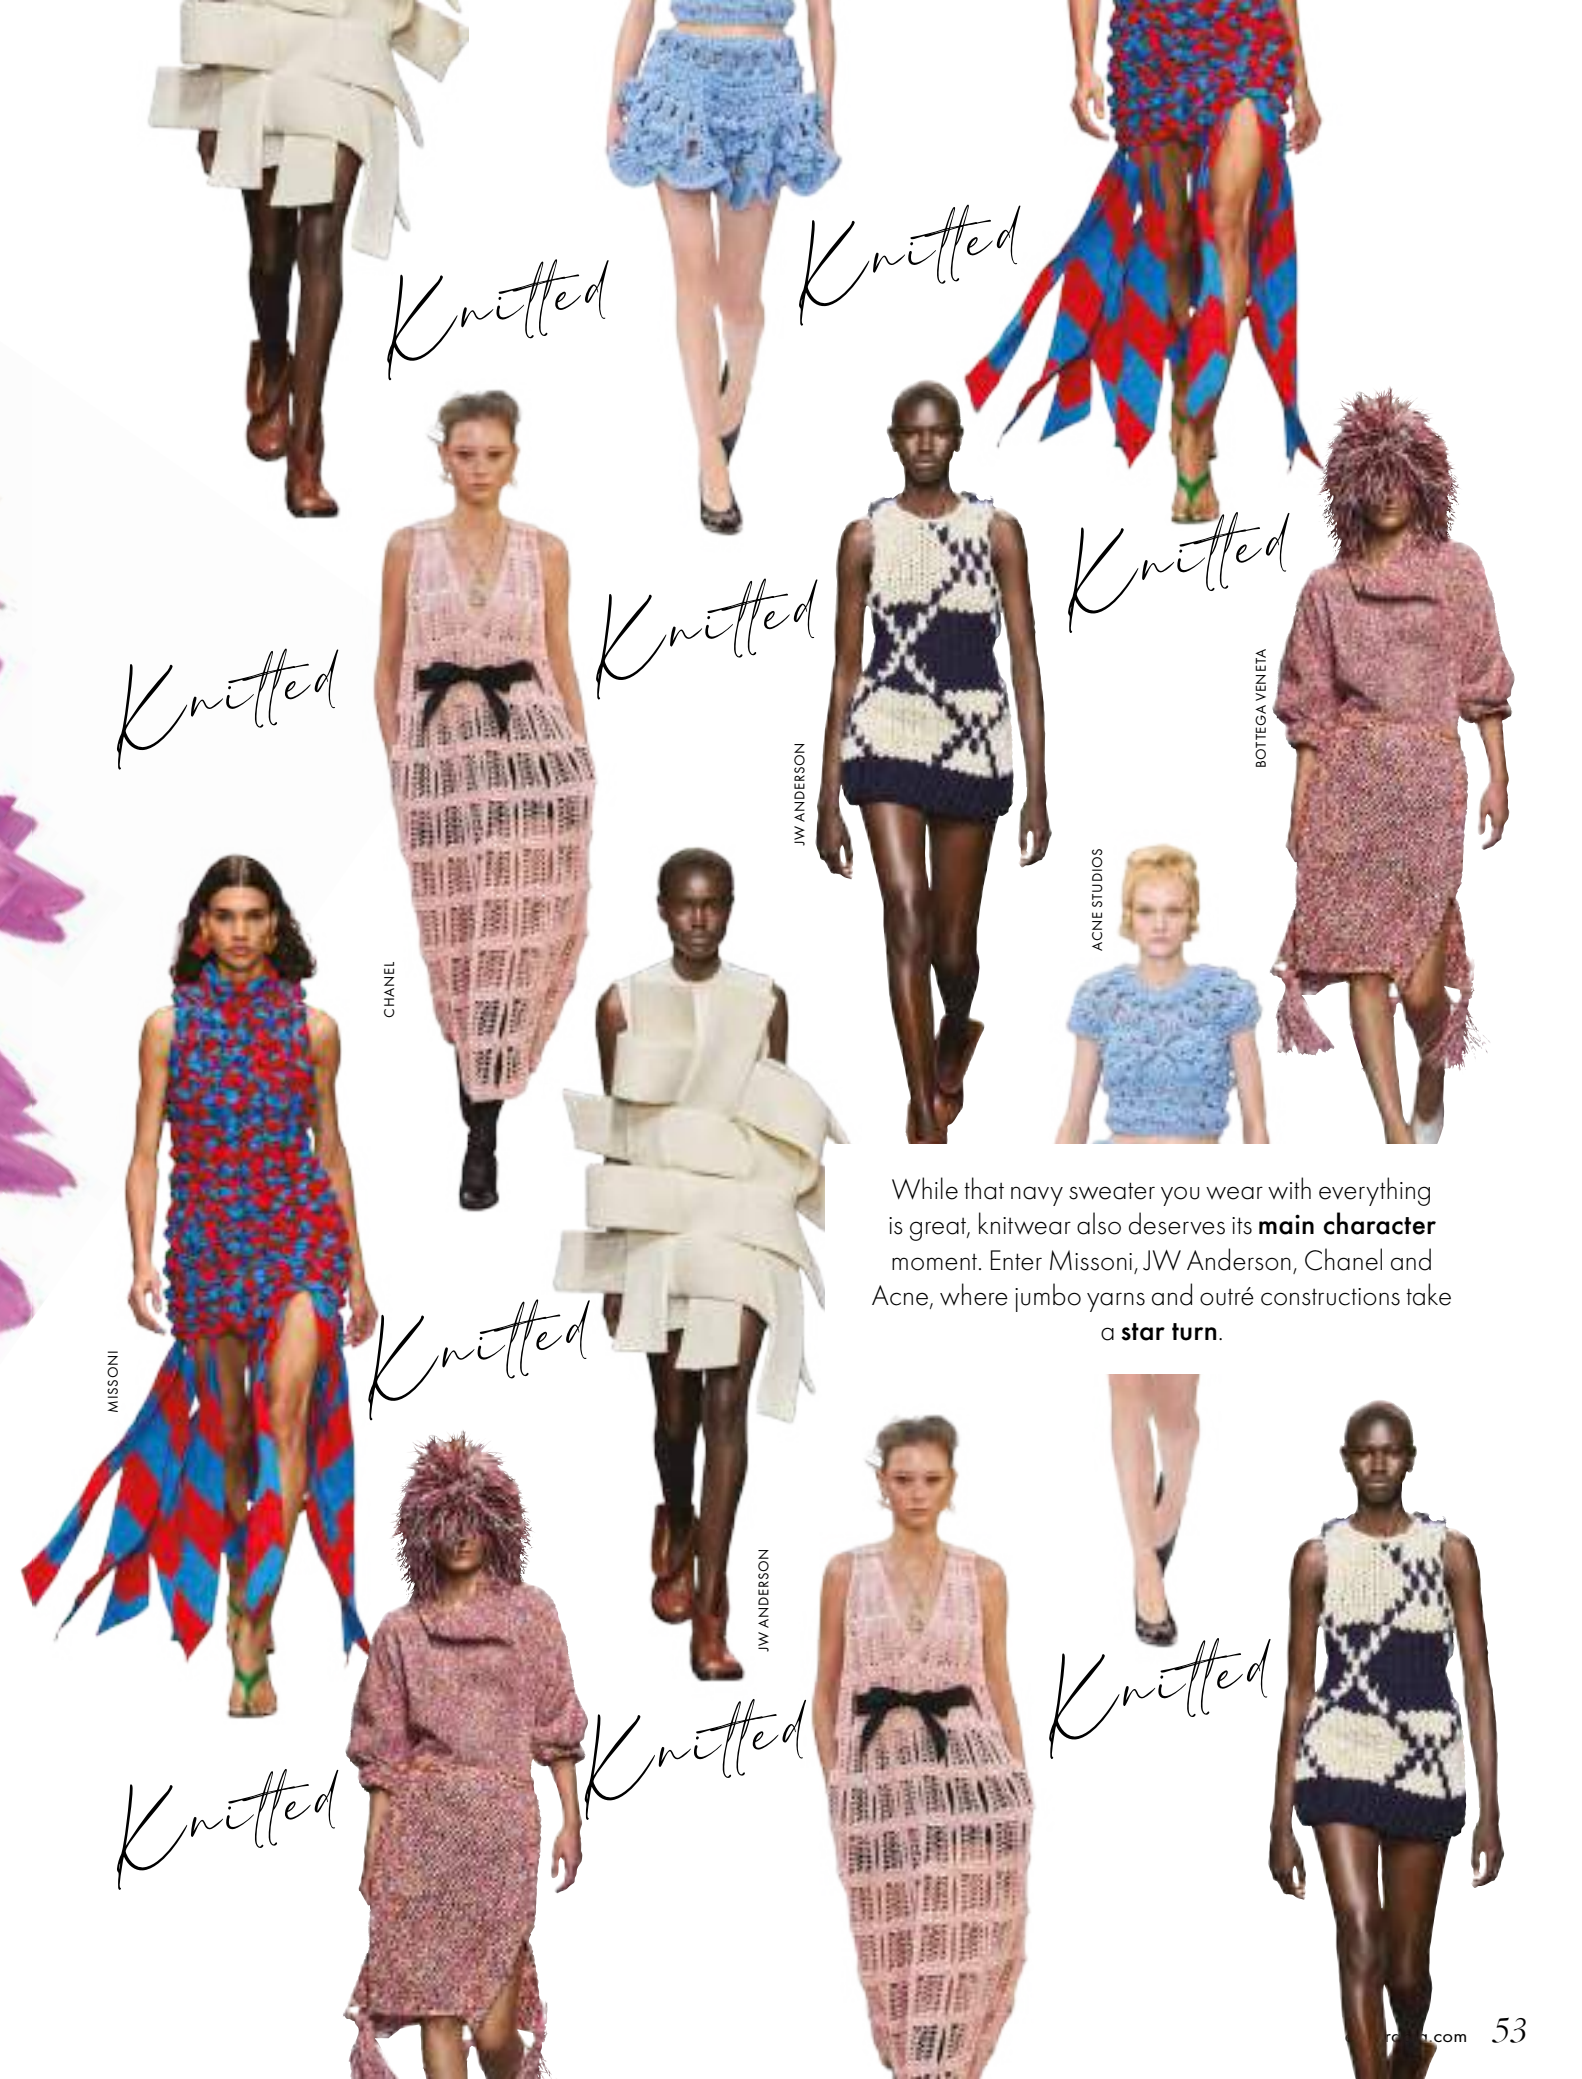 Knitted
Knitted
Knitted
Knitted
Knitted
BOTTEGA VENETA
JW ANDERSON
ACNE STUDIOS
CHANEL
While that navy sweater you wear with everything
is great, knitwear also deserves its main character
moment. Enter Missoni, JW Anderson, Chanel and
Acne, where jumbo yarns and outré constructions take
a star turn.
Knitted
MISSONI
JW ANDERSON
Knitted
Knitted
Knitted
.com 53